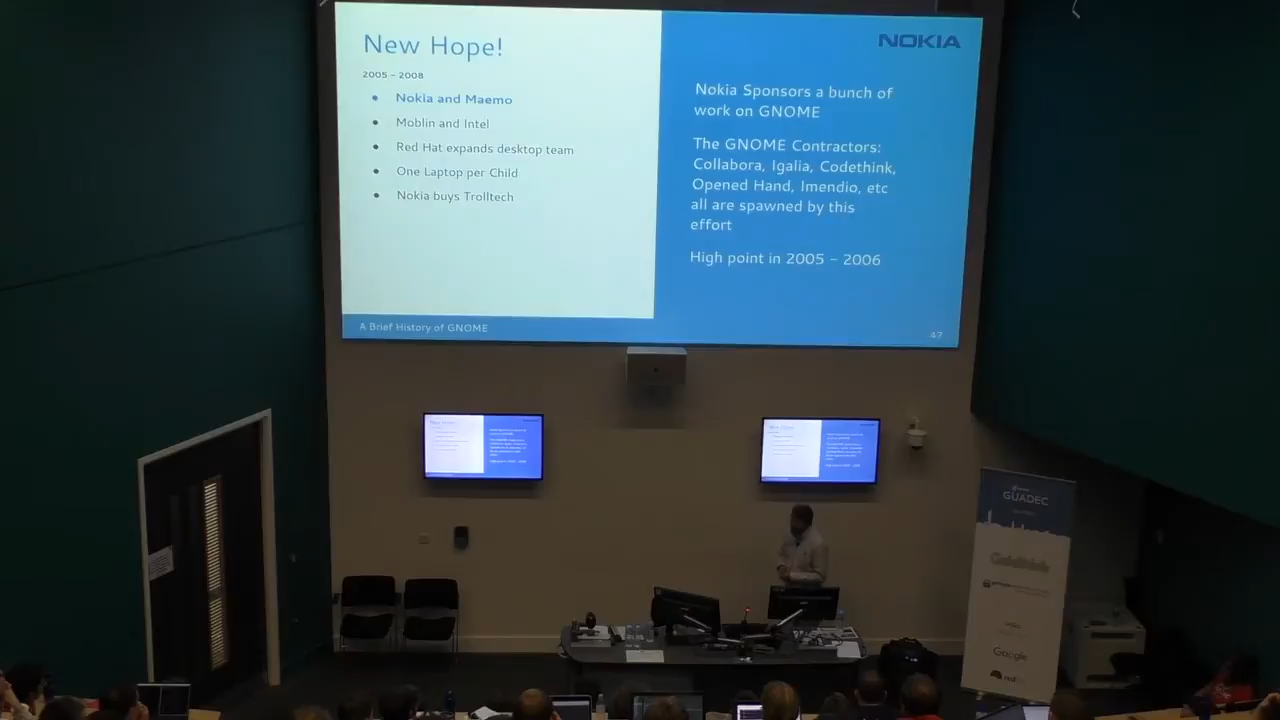 New Hope!
2005 - 2008
• Nokia and Maemo
• Moblin and Intel
• Red Hat expands desktop team
• One Laptop per Child
• Nokia buys Trolltech
A Brief History of GNOME
NOKIA
Nokia Sponsors a bunch of
work on GNOME
The GNOME Contractors:
Collabora, Igalia, Codethink,
Opened Hand, Imendio, etc
all are spawned by this
effort
High point in 2005 - 2006
47
GUADEC
Codethink
Google